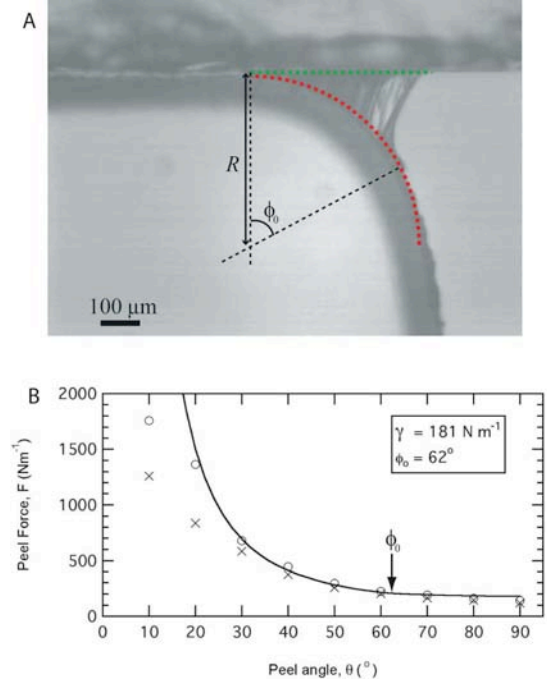 A
R
ϕ₀
100 μm
B
2000
1500
1000
500
0
Peel Force, F (Nm⁻¹)
γ = 181 N m⁻¹
ϕₒ = 62°
ϕ₀
0 10 20 30 40 50 60 70 80 90
Peel angle, θ (°)